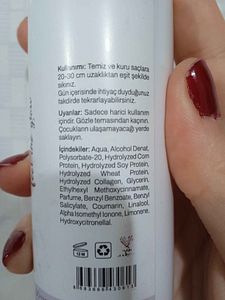 Kullanımı: Temiz ve kuru saçlara
20-30 cm uzaklıktan eşit şekilde
sıkınız.
Gün içerisinde ihtiyaç duyduğunuz
takdirde tekrarlayabilirsiniz.
Uyarılar: Sadece harici kullanım
içindir. Gözle temasından kaçının.
Çocukların ulaşamayacağı yerde
saklayın.
İçindekiler: Aqua, Alcohol Denat,
Polysorbate-20, Hydrolyzed Corn
Protein, Hydrolyzed Soy Protein,
Hydrolyzed Wheat Protein,
Hydrolyzed Collagen, Glycerin,
Ethylhexyl Methoxycinnamate,
Parfume, Benzyl Benzoate, Benzyl
Salicylate, Coumarin, Linalool,
Alpha Isomethyl Ionone, Limonene,
Hydroxycitronellal.
12 M